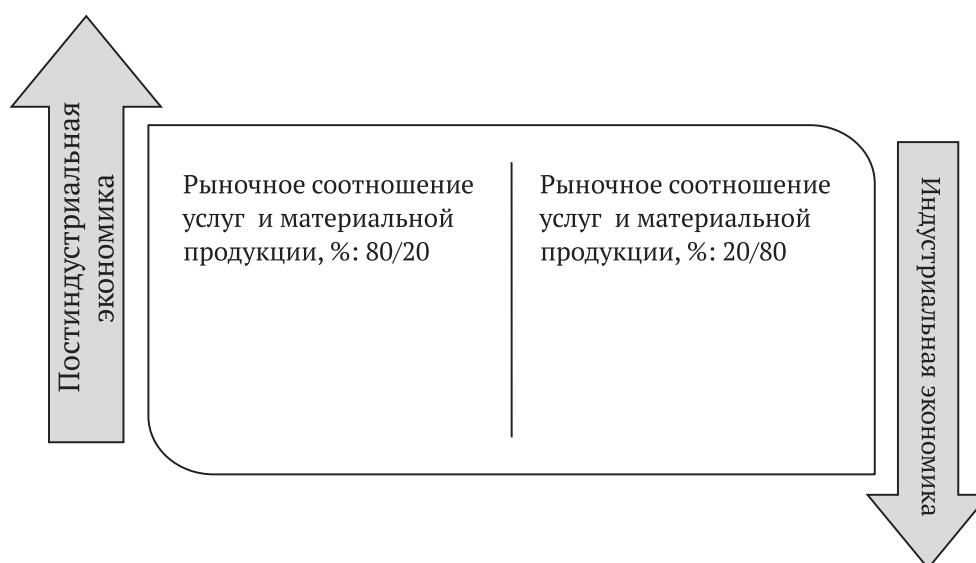 Постиндустриальная
экономика
Рыночное соотношение
услуг и материальной
продукции, %: 80/20
Рыночное соотношение
услуг и материальной
продукции, %: 20/80
Индустриальная экономика